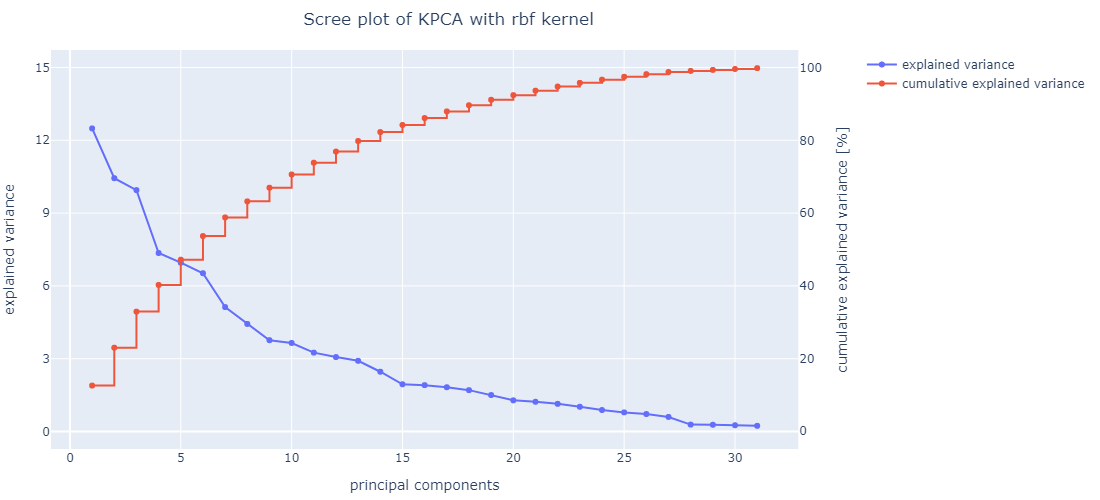 Scree plot of KPCA with rbf kernel
explained variance
cumulative explained variance
15
12
9
6
3
0
explained variance
100
80
60
40
20
0
cumulative explained variance [%]
0 5 10 15 20 25 30
principal components